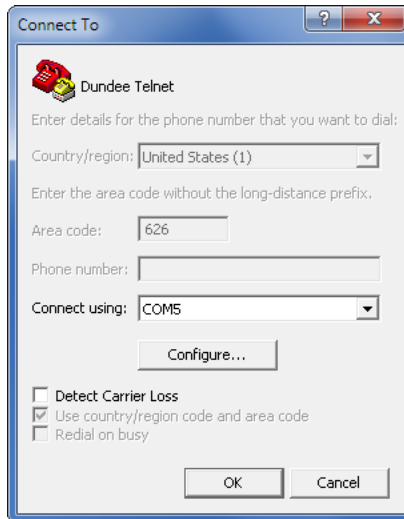 Connect To
?
Dundee Telnet
Enter details for the phone number that you want to dial:
Country/region: United States (1)
Enter the area code without the long-distance prefix.
Area code: 626
Phone number:
Connect using: COM5
Configure...
Detect Carrier Loss
Use country/region code and area code
Redial on busy
OK Cancel